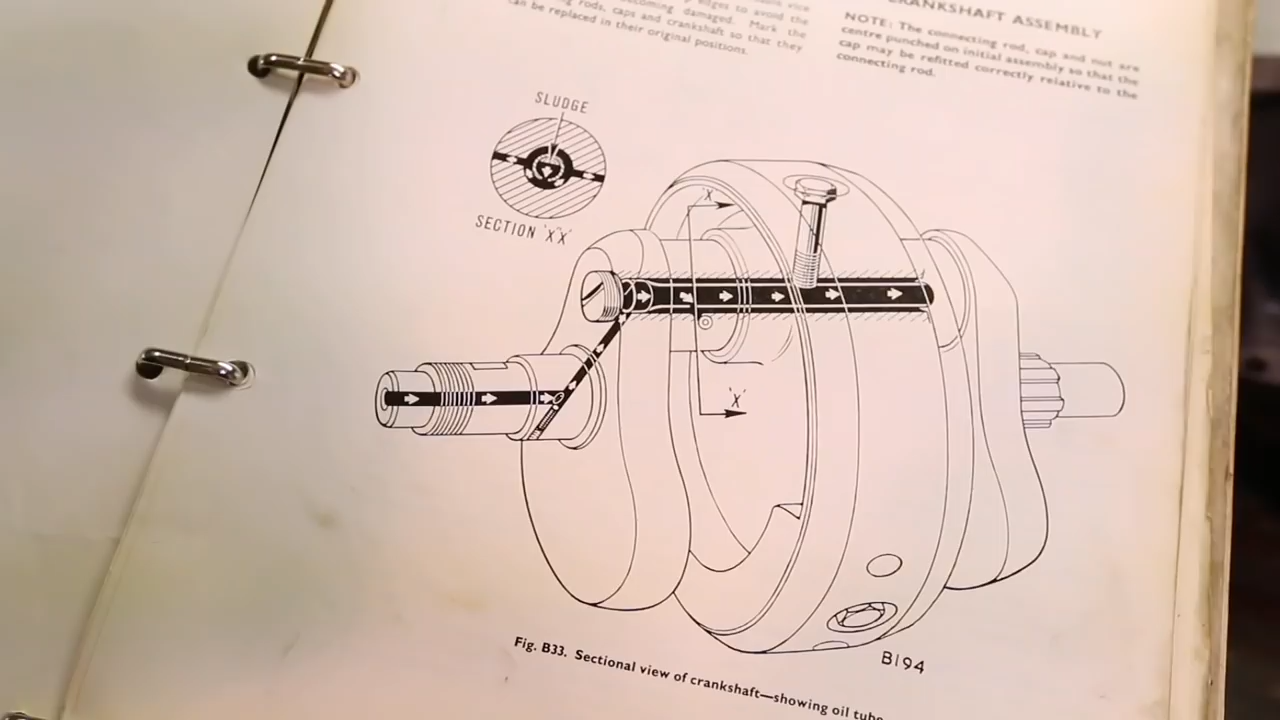 edges to avoid the
becoming damaged. Mark the
rods, caps and crankshaft so that they
can be replaced in their original positions.
CRANKSHAFT ASSEMBLY
NOTE: The connecting rod, cap and nut are
centre punched on initial assembly so that the
cap may be refitted correctly relative to the
connecting rod.
SLUDGE
SECTION 'XX'
'X'
'X'
B194
Fig. B33. Sectional view of crankshaft—showing oil tube